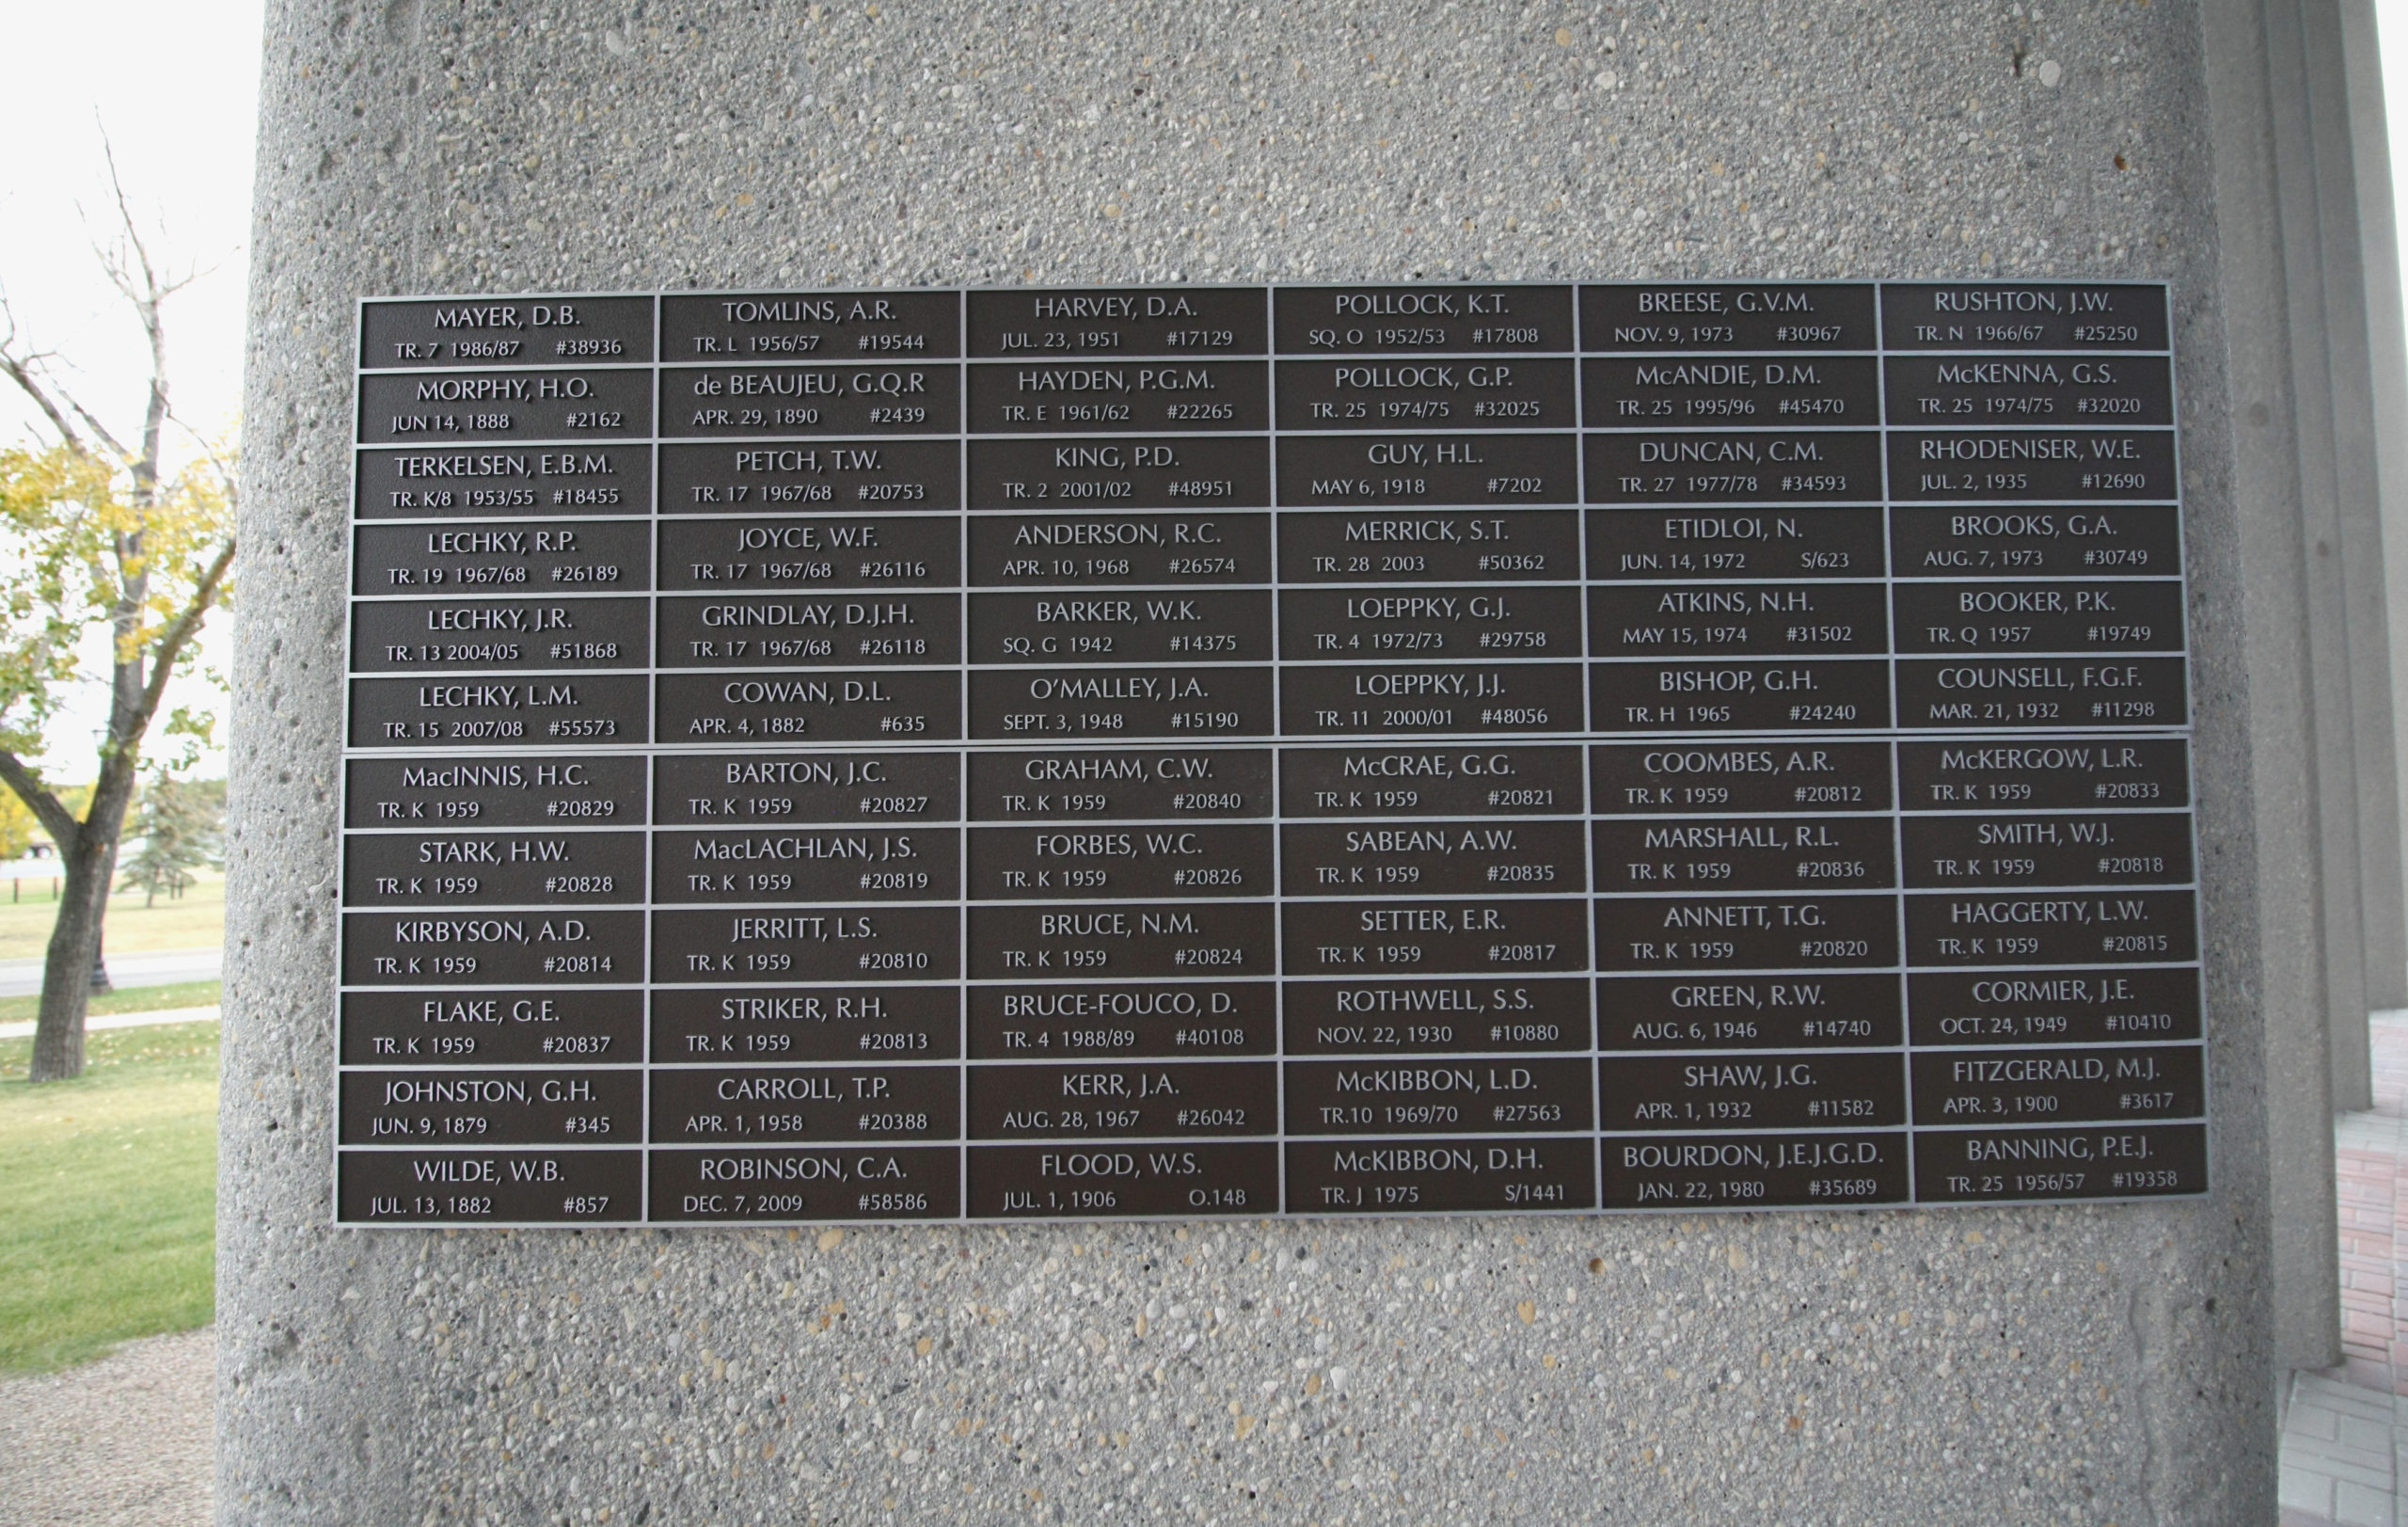 MAYER, D.B.
TR. 7 1986/87 #38936
TOMLINS, A.R.
TR. L 1956/57 #19544
HARVEY, D.A.
JUL. 23, 1951 #17129
POLLOCK, K.T.
SQ. O 1952/53 #17808
BREESE, G.V.M.
NOV. 9, 1973 #30967
RUSHTON, J.W.
TR. N 1966/67 #25250
MORPHY, H.O.
JUN 14, 1888 #2162
de BEAUJEU, G.Q.R
APR. 29, 1890 #2439
HAYDEN, P.G.M.
TR. E 1961/62 #22265
POLLOCK, G.P.
TR. 25 1974/75 #32025
McANDIE, D.M.
TR. 25 1995/96 #45470
McKENNA, G.S.
TR. 25 1974/75 #32020
TERKELSEN, E.B.M.
TR. K/8 1953/55 #18455
PETCH, T.W.
TR. 17 1967/68 #20753
KING, P.D.
TR. 2 2001/02 #48951
GUY, H.L.
MAY 6, 1918 #7202
DUNCAN, C.M.
TR. 27 1977/78 #34593
RHODENISER, W.E.
JUL. 2, 1935 #12690
LECHKY, R.P.
TR. 19 1967/68 #26189
JOYCE, W.F.
TR. 17 1967/68 #26116
ANDERSON, R.C.
APR. 10, 1968 #26574
MERRICK, S.T.
TR. 28 2003 #50362
ETIDLOI, N.
JUN. 14, 1972 S/623
BROOKS, G.A.
AUG. 7, 1973 #30749
LECHKY, J.R.
TR. 13 2004/05 #51868
GRINDLAY, D.J.H.
TR. 17 1967/68 #26118
BARKER, W.K.
SQ. G 1942 #14375
LOEPPKY, G.J.
TR. 4 1972/73 #29758
ATKINS, N.H.
MAY 15, 1974 #31502
BOOKER, P.K.
TR. Q 1957 #19749
LECHKY, L.M.
TR. 15 2007/08 #55573
COWAN, D.L.
APR. 4, 1882 #635
O'MALLEY, J.A.
SEPT. 3, 1948 #15190
LOEPPKY, J.J.
TR. 11 2000/01 #48056
BISHOP, G.H.
TR. H 1965 #24240
COUNSELL, F.G.F.
MAR. 21, 1932 #11298
MacINNIS, H.C.
TR. K 1959 #20829
BARTON, J.C.
TR. K 1959 #20827
GRAHAM, C.W.
TR. K 1959 #20840
McCRAE, G.G.
TR. K 1959 #20821
COOMBES, A.R.
TR. K 1959 #20812
McKERGOW, L.R.
TR. K 1959 #20833
STARK, H.W.
TR. K 1959 #20828
MacLACHLAN, J.S.
TR. K 1959 #20819
FORBES, W.C.
TR. K 1959 #20826
SABEAN, A.W.
TR. K 1959 #20835
MARSHALL, R.L.
TR. K 1959 #20836
SMITH, W.J.
TR. K 1959 #20818
KIRBYSON, A.D.
TR. K 1959 #20814
JERRITT, L.S.
TR. K 1959 #20810
BRUCE, N.M.
TR. K 1959 #20824
SETTER, E.R.
TR. K 1959 #20817
ANNETT, T.G.
TR. K 1959 #20820
HAGGERTY, L.W.
TR. K 1959 #20815
FLAKE, G.E.
TR. K 1959 #20837
STRIKER, R.H.
TR. K 1959 #20813
BRUCE-FOUCO, D.
TR. 4 1988/89 #40108
ROTHWELL, S.S.
NOV. 22, 1930 #10880
GREEN, R.W.
AUG. 6, 1946 #14740
CORMIER, J.E.
OCT. 24, 1949 #10410
JOHNSTON, G.H.
JUN. 9, 1879 #345
CARROLL, T.P.
APR. 1, 1958 #20388
KERR, J.A.
AUG. 28, 1967 #26042
McKIBBON, L.D.
TR.10 1969/70 #27563
SHAW, J.G.
APR. 1, 1932 #11582
FITZGERALD, M.J.
APR. 3, 1900 #3617
WILDE, W.B.
JUL. 13, 1882 #857
ROBINSON, C.A.
DEC. 7, 2009 #58586
FLOOD, W.S.
JUL. 1, 1906 O.148
McKIBBON, D.H.
TR. J 1975 S/1441
BOURDON, J.E.J.G.D.
JAN. 22, 1980 #35689
BANNING, P.E.J.
TR. 25 1956/57 #19358